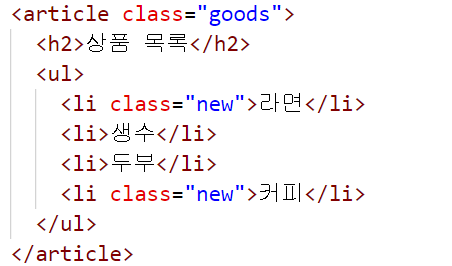 <article class="goods">
<h2>상품 목록</h2>
<ul>
<li class="new">라면</li>
<li>생수</li>
<li>두부</li>
<li class="new">커피</li>
</ul>
</article>